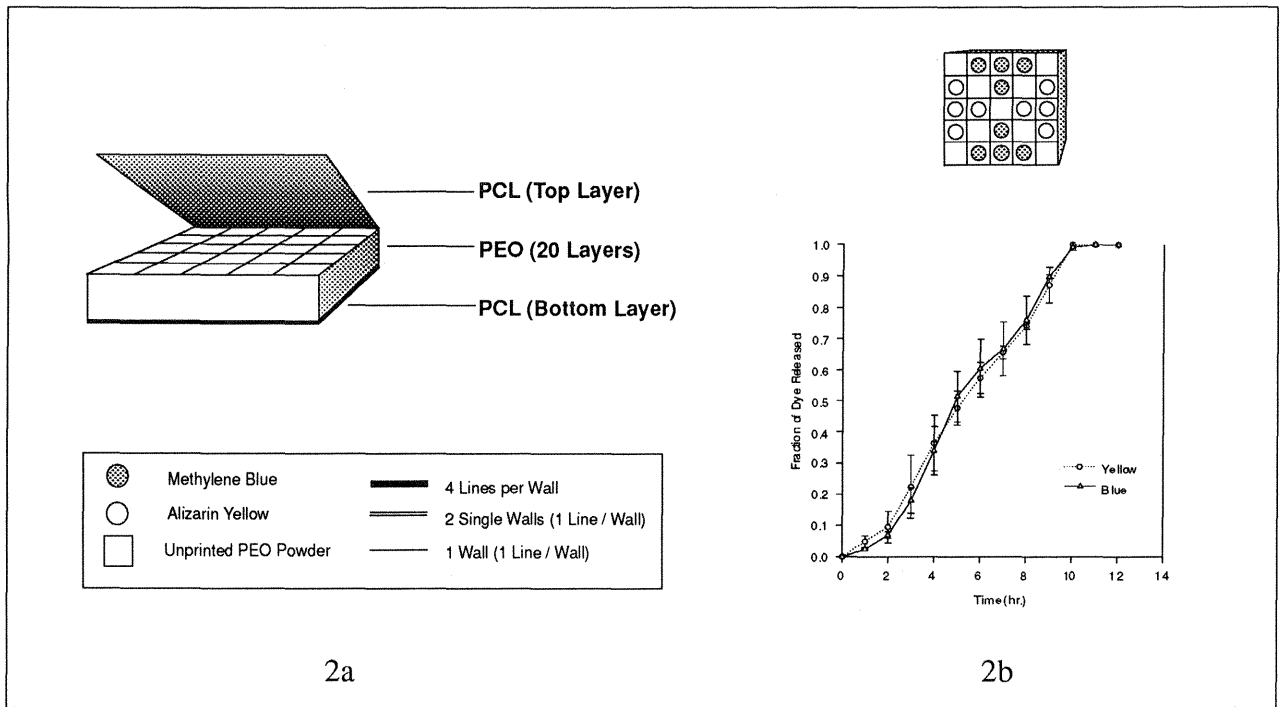 PCL (Top Layer)
PEO (20 Layers)
PCL (Bottom Layer)
Methylene Blue
Alizarin Yellow
Unprinted PEO Powder
4 Lines per Wall
2 Single Walls (1 Line / Wall)
1 Wall (1 Line / Wall)
2a
Fraction of Dye Released
1.0
0.9
0.8
0.7
0.6
0.5
0.4
0.3
0.2
0.1
0.0
Yellow
Blue
0 2 4 6 8 10 12 14
Time (hr.)
2b